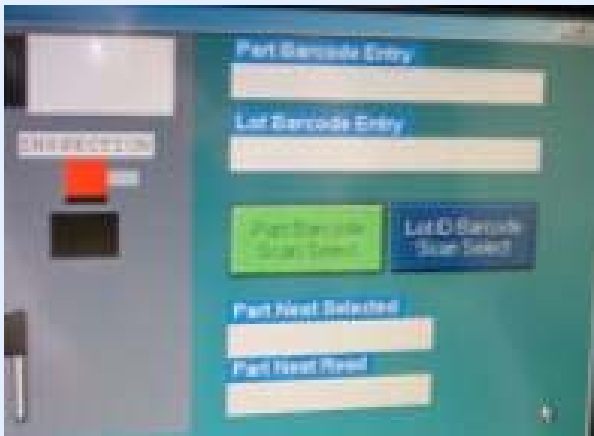 Part Barcode Entry
Lot Barcode Entry
INSPECTION
Part Barcode
Scan Select
Lot ID Barcode
Scan Select
Part Nest Selected
Part Nest Read